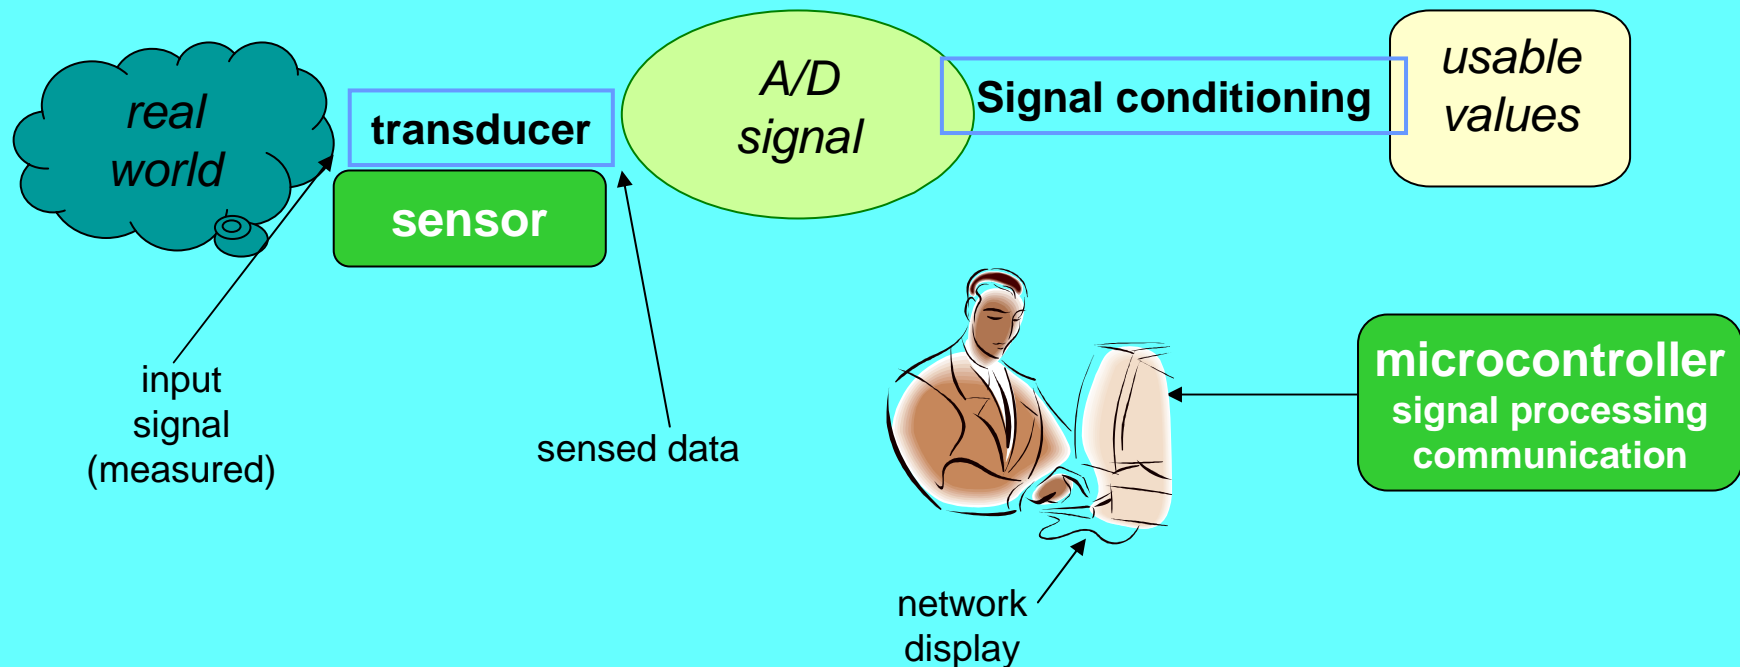 real
world
transducer
sensor
A/D
signal
Signal conditioning
usable
values
input
signal
(measured)
sensed data
microcontroller
signal processing
communication
network
display